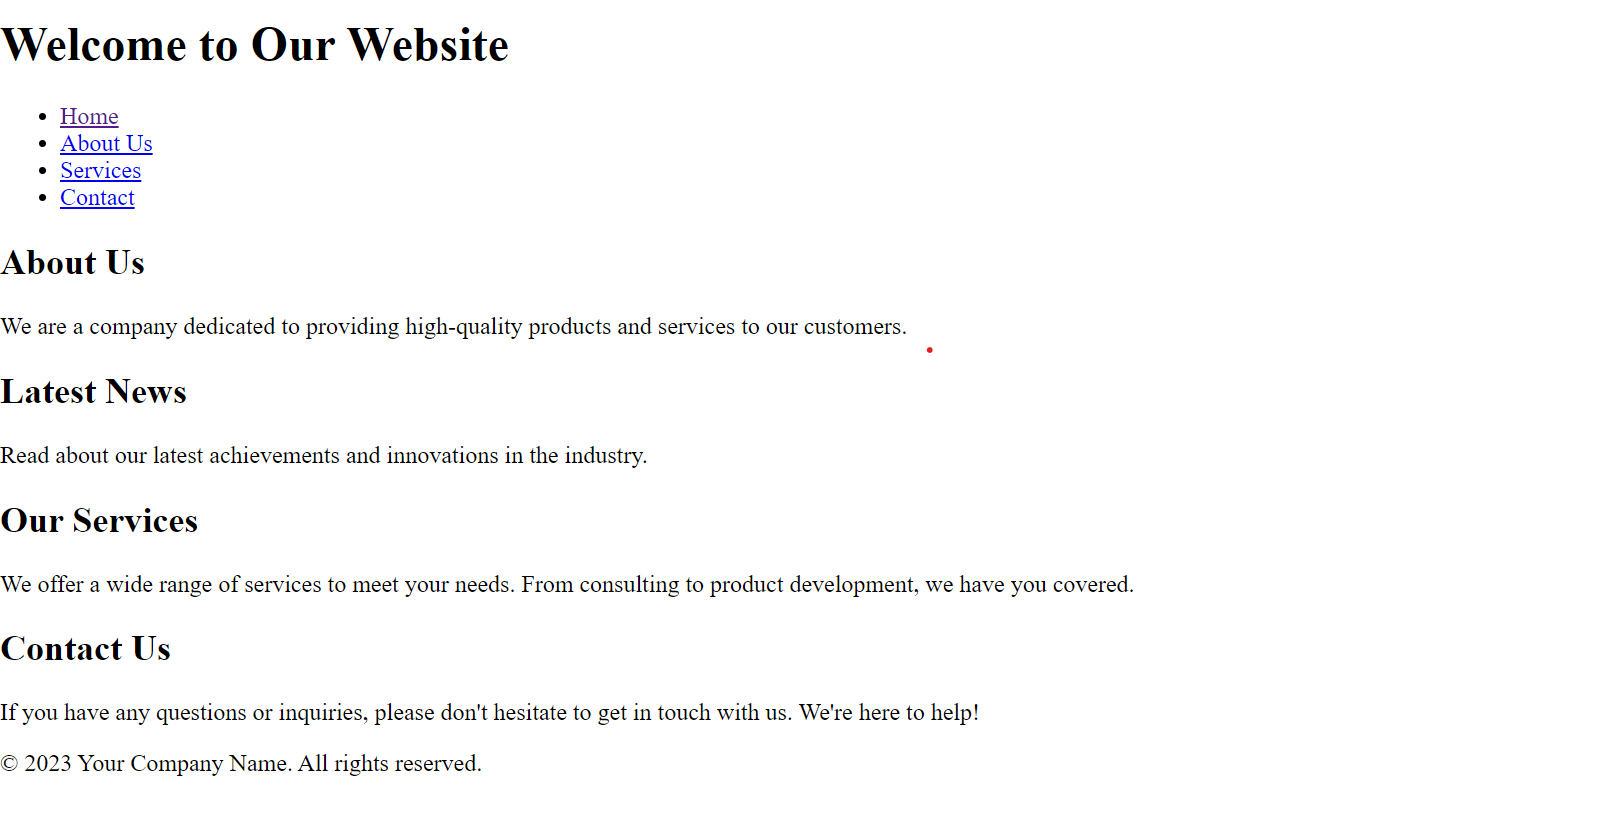 Welcome to Our Website
Home
About Us
Services
Contact
About Us
We are a company dedicated to providing high-quality products and services to our customers.
Latest News
Read about our latest achievements and innovations in the industry.
Our Services
We offer a wide range of services to meet your needs. From consulting to product development, we have you covered.
Contact Us
If you have any questions or inquiries, please don't hesitate to get in touch with us. We're here to help!
© 2023 Your Company Name. All rights reserved.